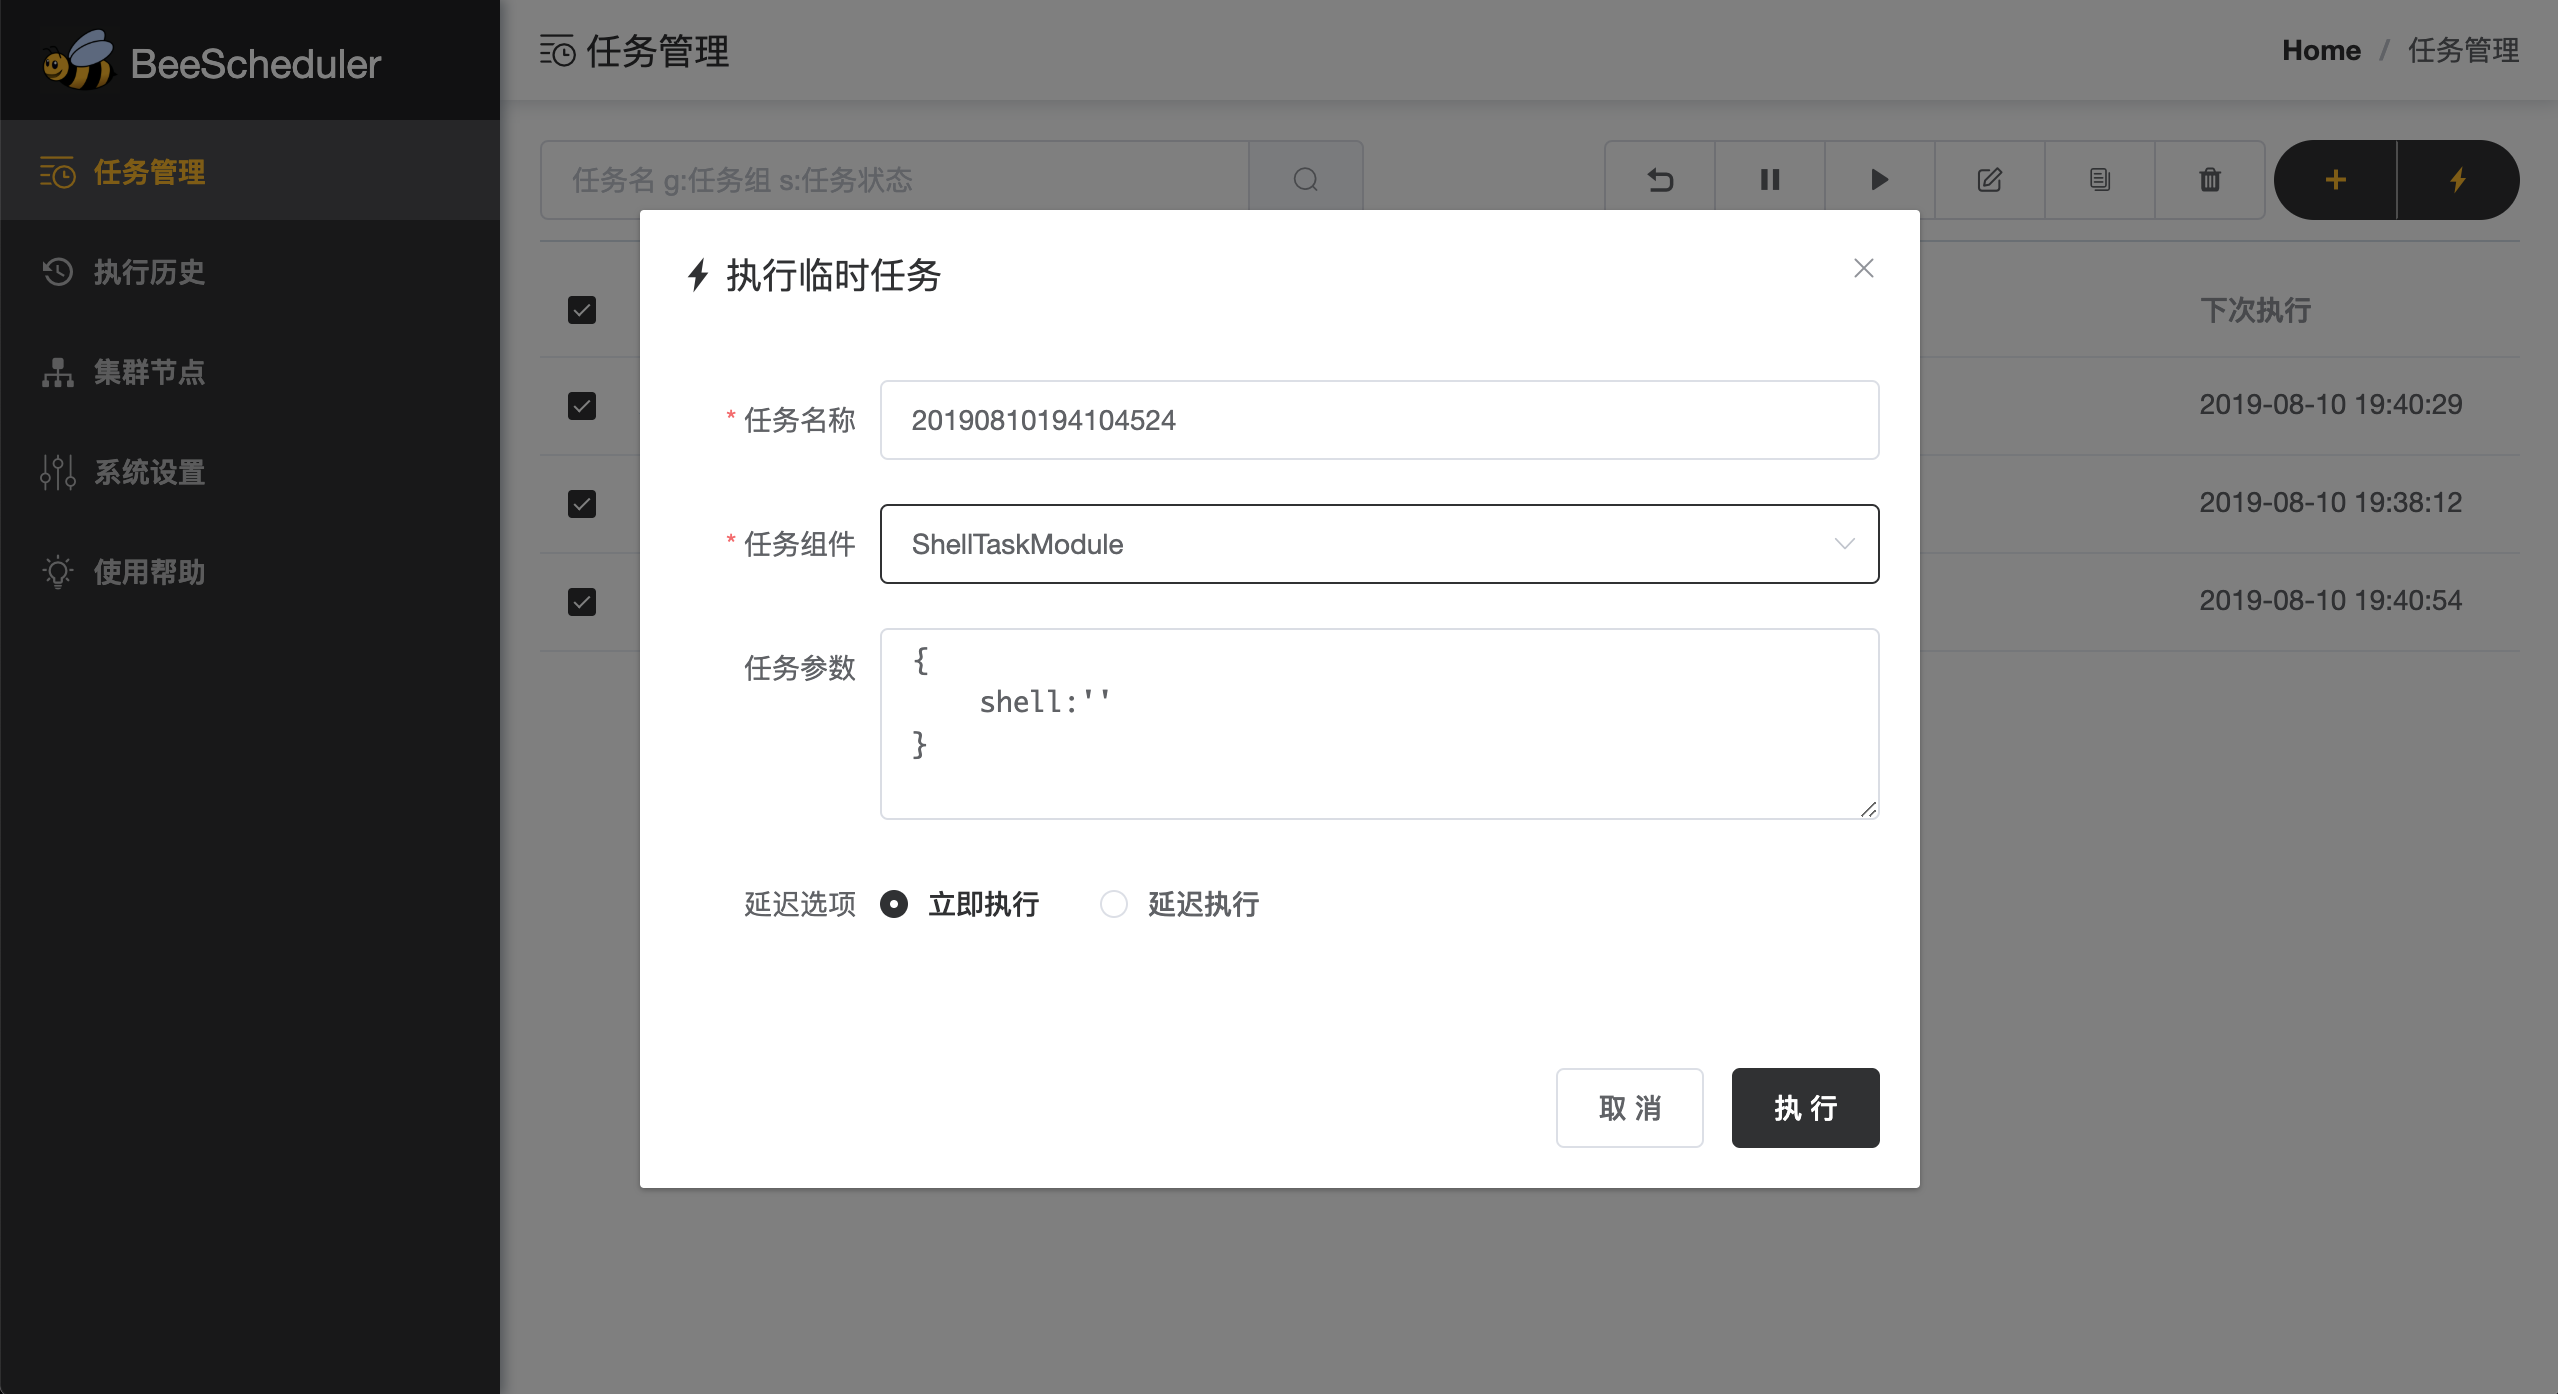 BeeScheduler
任务管理
执行历史
集群节点
系统设置
使用帮助
任务管理
Home / 任务管理
任务名 g:任务组 s:任务状态
下次执行
2019-08-10 19:40:29
2019-08-10 19:38:12
2019-08-10 19:40:54
执行临时任务
* 任务名称 20190810194104524
* 任务组件 ShellTaskModule
任务参数
{
shell:''
}
延迟选项 立即执行 延迟执行
取 消 执 行